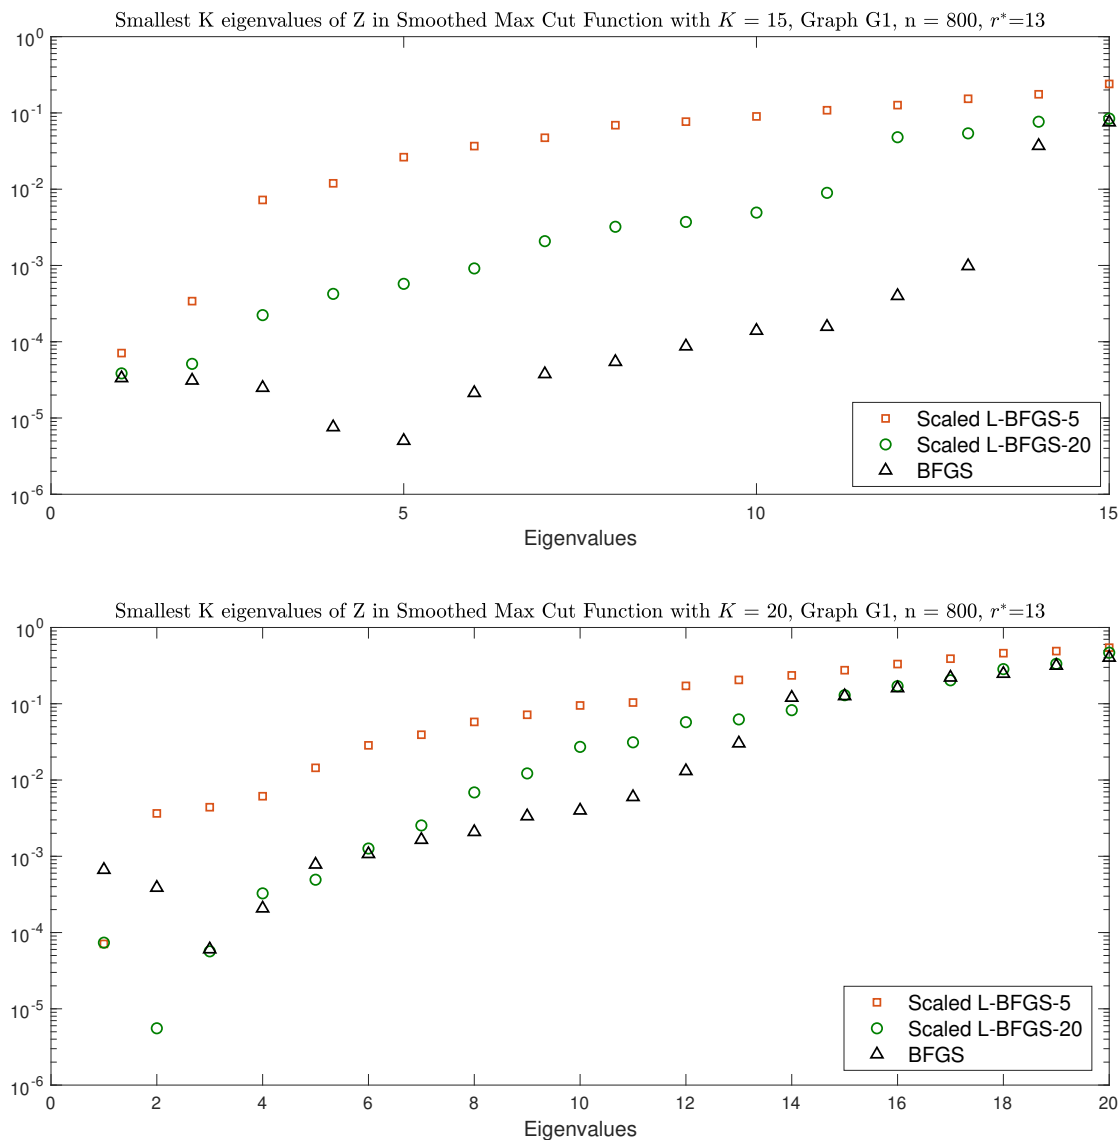 Smallest K eigenvalues of Z in Smoothed Max Cut Function with K = 15, Graph G1, n = 800, r*=13
10^0
10^-1
10^-2
10^-3
10^-4
10^-5
10^-6
Scaled L-BFGS-5
Scaled L-BFGS-20
BFGS
0 5 10 15
Eigenvalues
Smallest K eigenvalues of Z in Smoothed Max Cut Function with K = 20, Graph G1, n = 800, r*=13
10^0
10^-1
10^-2
10^-3
10^-4
10^-5
10^-6
Scaled L-BFGS-5
Scaled L-BFGS-20
BFGS
0 2 4 6 8 10 12 14 16 18 20
Eigenvalues